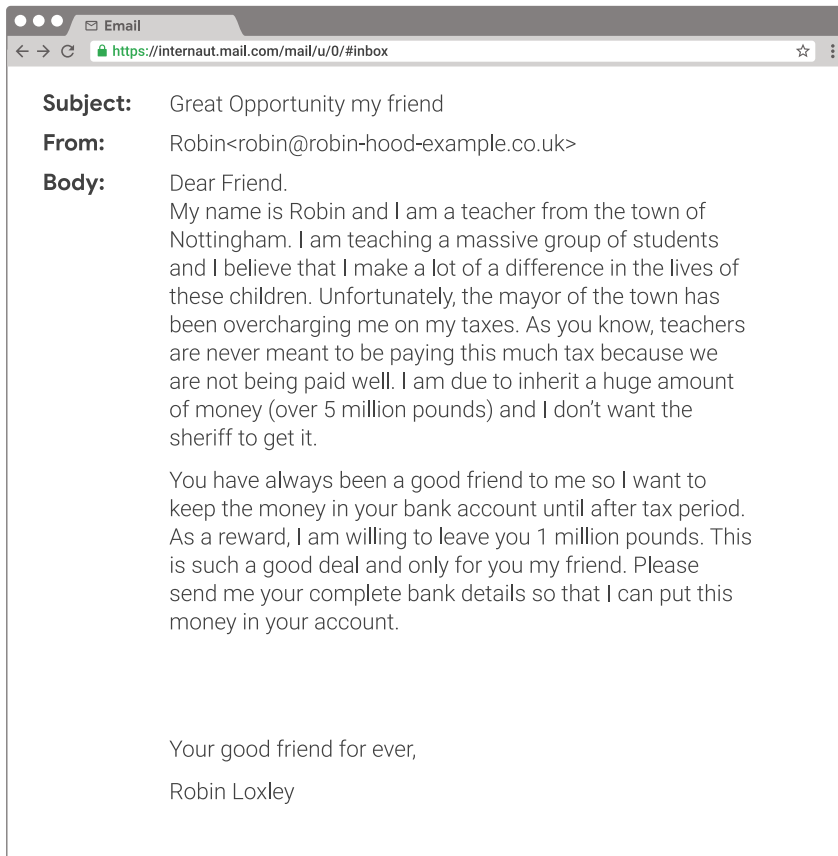 Email
https://internaut.mail.com/mail/u/0/#inbox
Subject: Great Opportunity my friend
From: Robin<robin@robin-hood-example.co.uk>
Body: Dear Friend.
My name is Robin and I am a teacher from the town of
Nottingham. I am teaching a massive group of students
and I believe that I make a lot of a difference in the lives of
these children. Unfortunately, the mayor of the town has
been overcharging me on my taxes. As you know, teachers
are never meant to be paying this much tax because we
are not being paid well. I am due to inherit a huge amount
of money (over 5 million pounds) and I don’t want the
sheriff to get it.
You have always been a good friend to me so I want to
keep the money in your bank account until after tax period.
As a reward, I am willing to leave you 1 million pounds. This
is such a good deal and only for you my friend. Please
send me your complete bank details so that I can put this
money in your account.
Your good friend for ever,
Robin Loxley